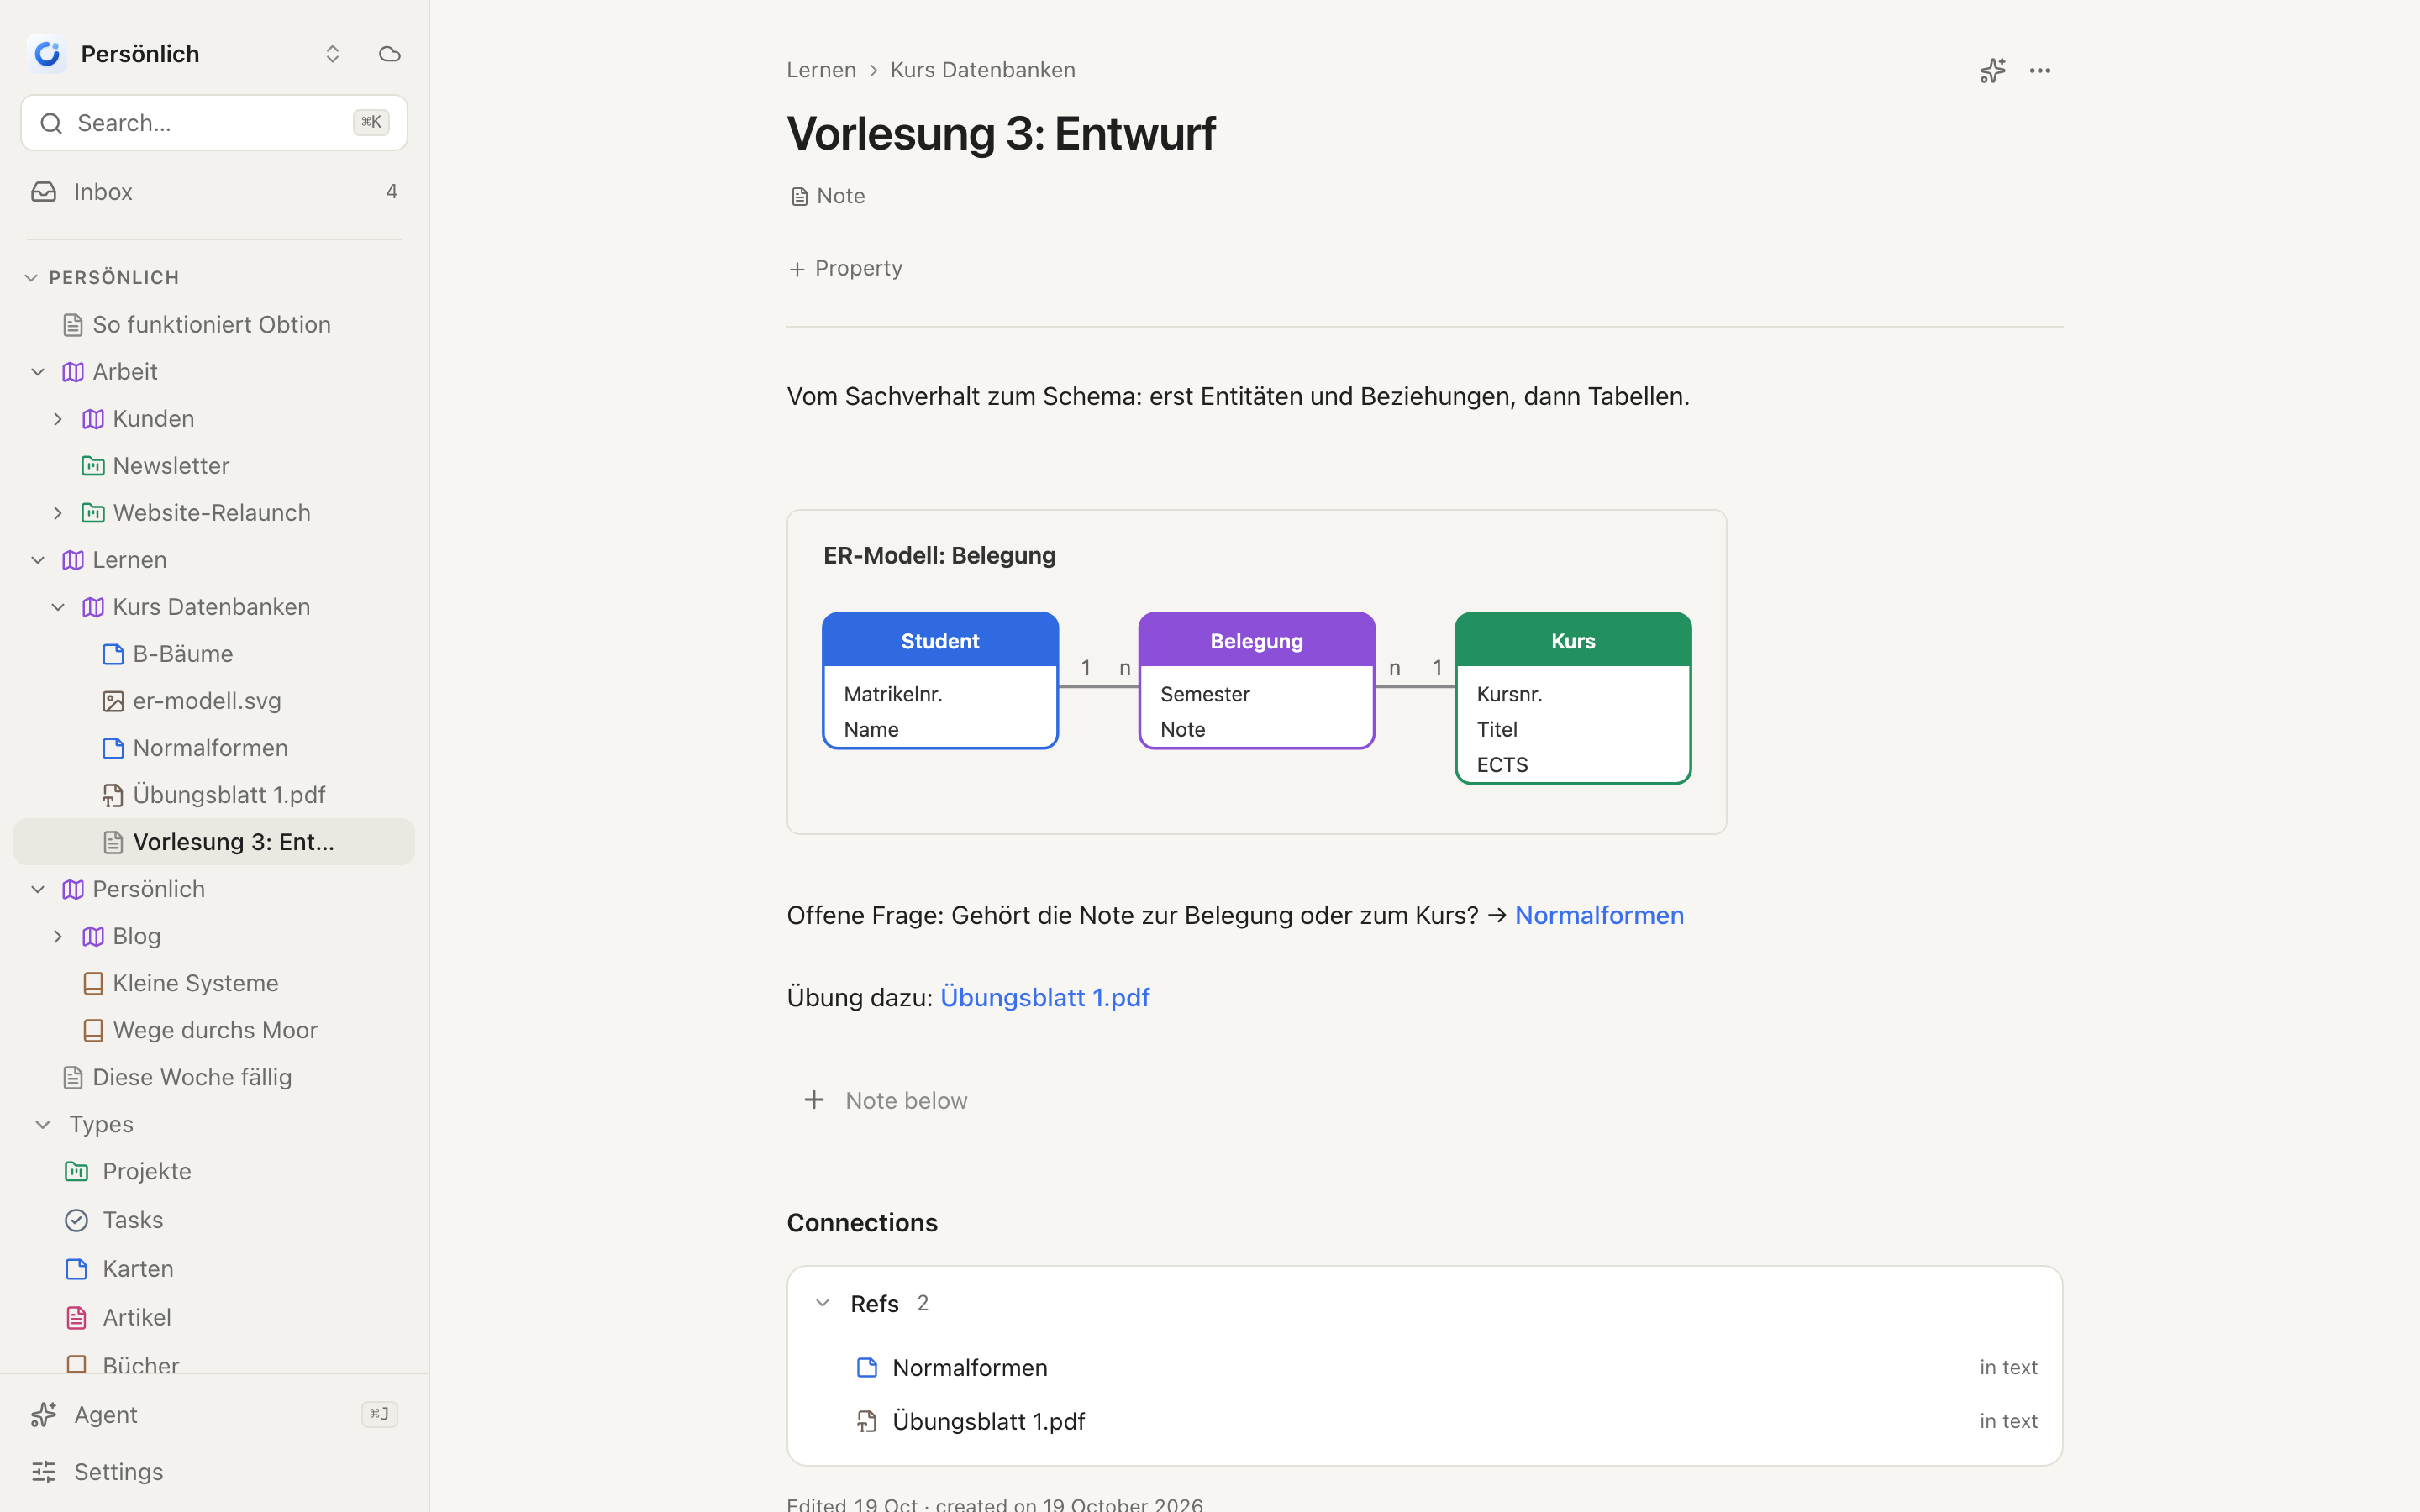 Persönlich
Search...
⌘K
Inbox
4
PERSÖNLICH
So funktioniert Obtion
Arbeit
Kunden
Newsletter
Website-Relaunch
Lernen
Kurs Datenbanken
B-Bäume
er-modell.svg
Normalformen
Übungsblatt 1.pdf
Vorlesung 3: Ent...
Persönlich
Blog
Kleine Systeme
Wege durchs Moor
Diese Woche fällig
Types
Projekte
Tasks
Karten
Artikel
Bücher
Agent
⌘J
Settings
Lernen > Kurs Datenbanken
Vorlesung 3: Entwurf
Note
+ Property
Vom Sachverhalt zum Schema: erst Entitäten und Beziehungen, dann Tabellen.
ER-Modell: Belegung
Student
Matrikelnr.
Name
1 n
Belegung
Semester
Note
n 1
Kurs
Kursnr.
Titel
ECTS
Offene Frage: Gehört die Note zur Belegung oder zum Kurs? → Normalformen
Übung dazu: Übungsblatt 1.pdf
+ Note below
Connections
Refs 2
Normalformen in text
Übungsblatt 1.pdf in text
Edited 19 Oct · created on 19 October 2026